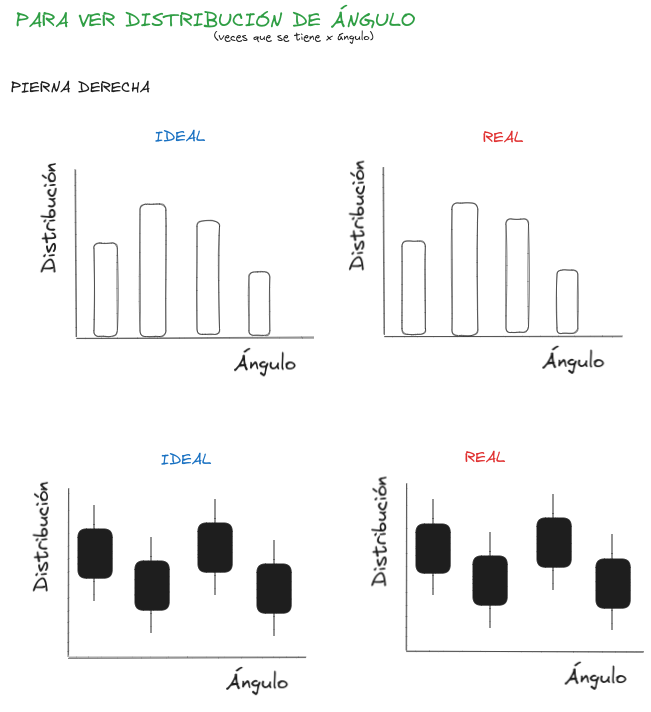 PARA VER DISTRIBUCIÓN DE ÁNGULO
(veces que se tiene x ángulo)
PIERNA DERECHA
IDEAL
REAL
Distribución
Distribución
Ángulo
Ángulo
IDEAL
REAL
Distribución
Distribución
Ángulo
Ángulo